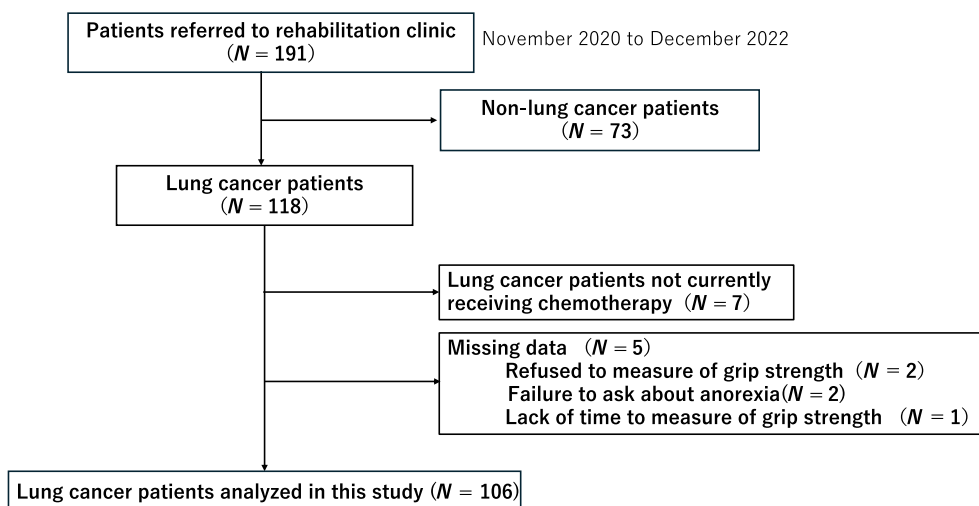 Patients referred to rehabilitation clinic
(N = 191)
November 2020 to December 2022
Non-lung cancer patients
(N = 73)
Lung cancer patients
(N = 118)
Lung cancer patients not currently
receiving chemotherapy (N = 7)
Missing data (N = 5)
Refused to measure of grip strength (N = 2)
Failure to ask about anorexia(N = 2)
Lack of time to measure of grip strength (N = 1)
Lung cancer patients analyzed in this study (N = 106)